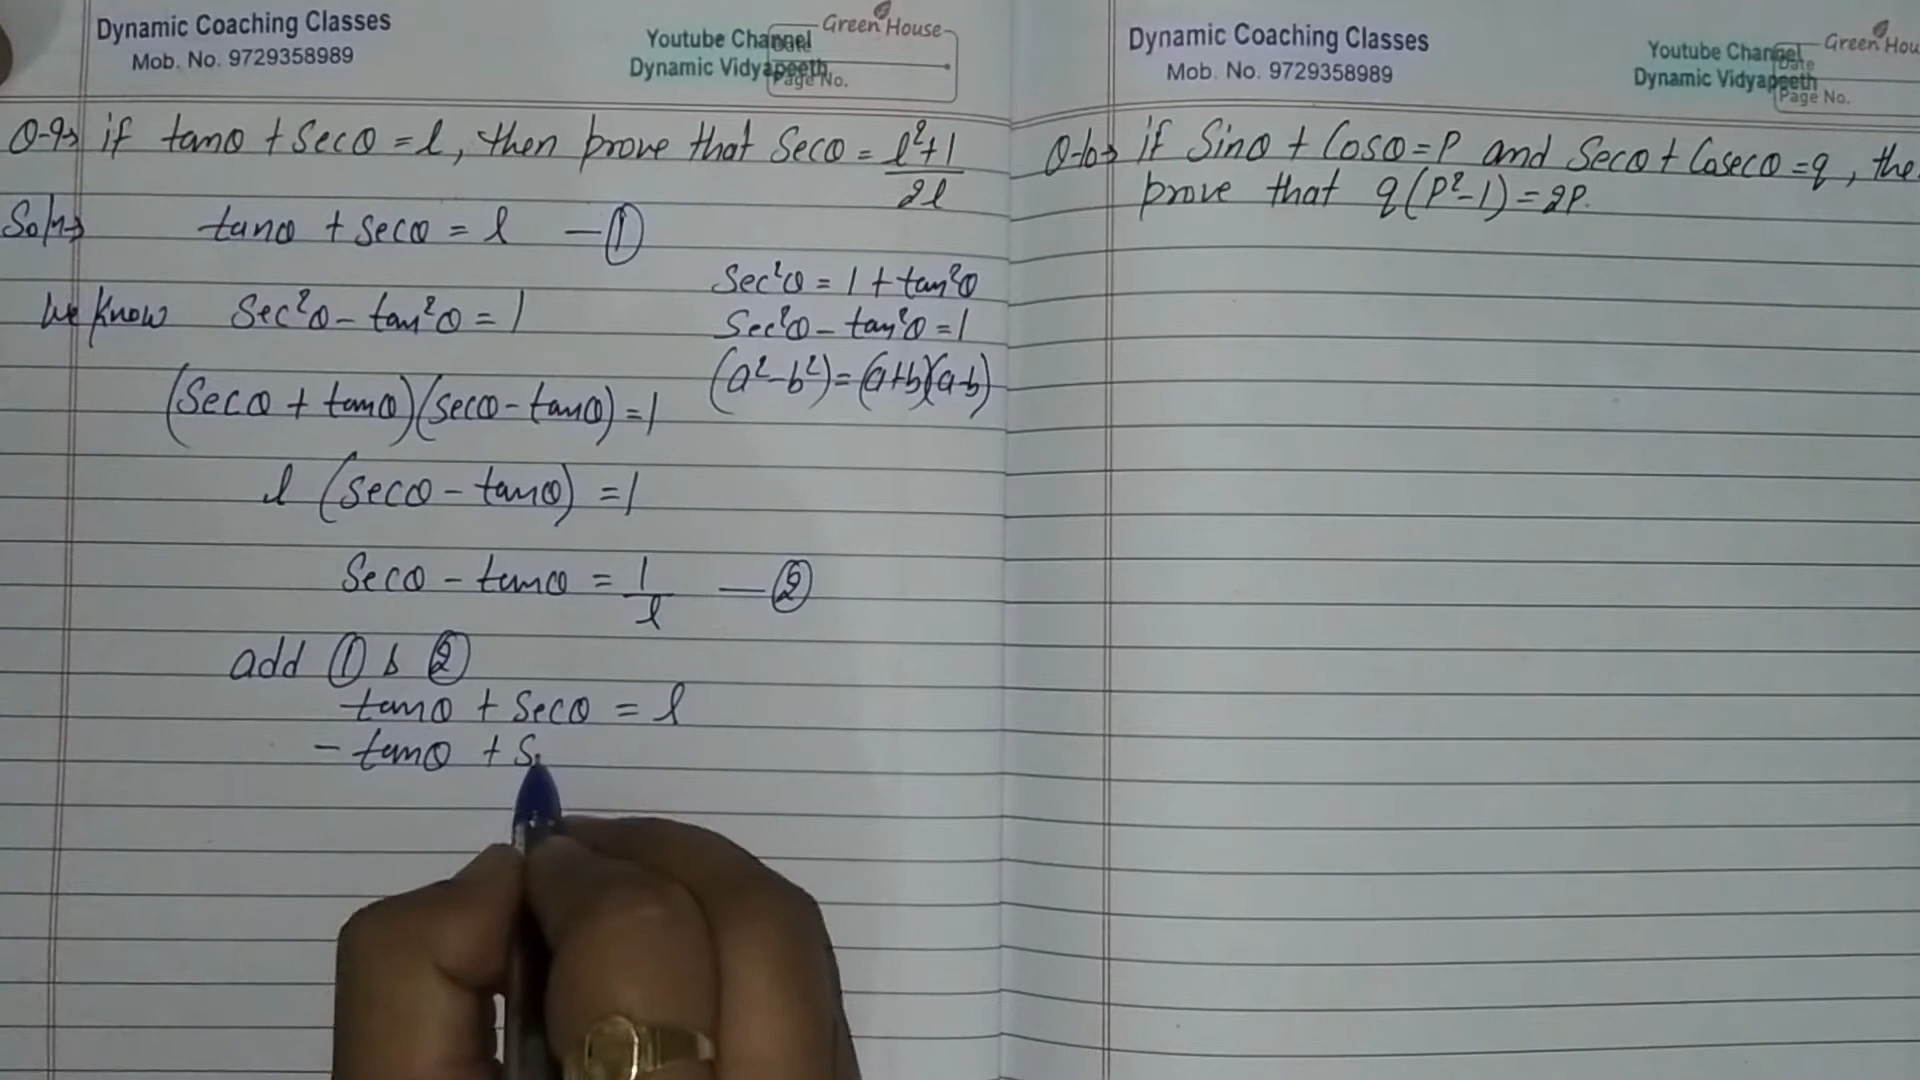 Dynamic Coaching Classes
Mob. No. 9729358989
Youtube Channel
Dynamic Vidyapeeth
Green House
Date
Page No.
Q-9→ if tanθ + Secθ = l, then prove that Secθ = l²+1 / 2l
Soln→ tanθ + secθ = l — ①
We know Sec²θ - tan²θ = 1
(Secθ + tanθ)(secθ - tanθ) = 1
l (secθ - tanθ) = 1
Secθ - tanθ = 1/l — ②
add ① & ②
tanθ + Secθ = l
- tanθ + S
Sec²θ = 1 + tan²θ
Sec²θ - tan²θ = 1
(a² - b²) = (a+b)(a-b)
Dynamic Coaching Classes
Mob. No. 9729358989
Youtube Channel
Dynamic Vidyapeeth
Green Hou
Date
Page No.
Q-10→ if Sinθ + Cosθ = P and Secθ + Cosecθ = q, the
prove that q(P²-1) = 2P.